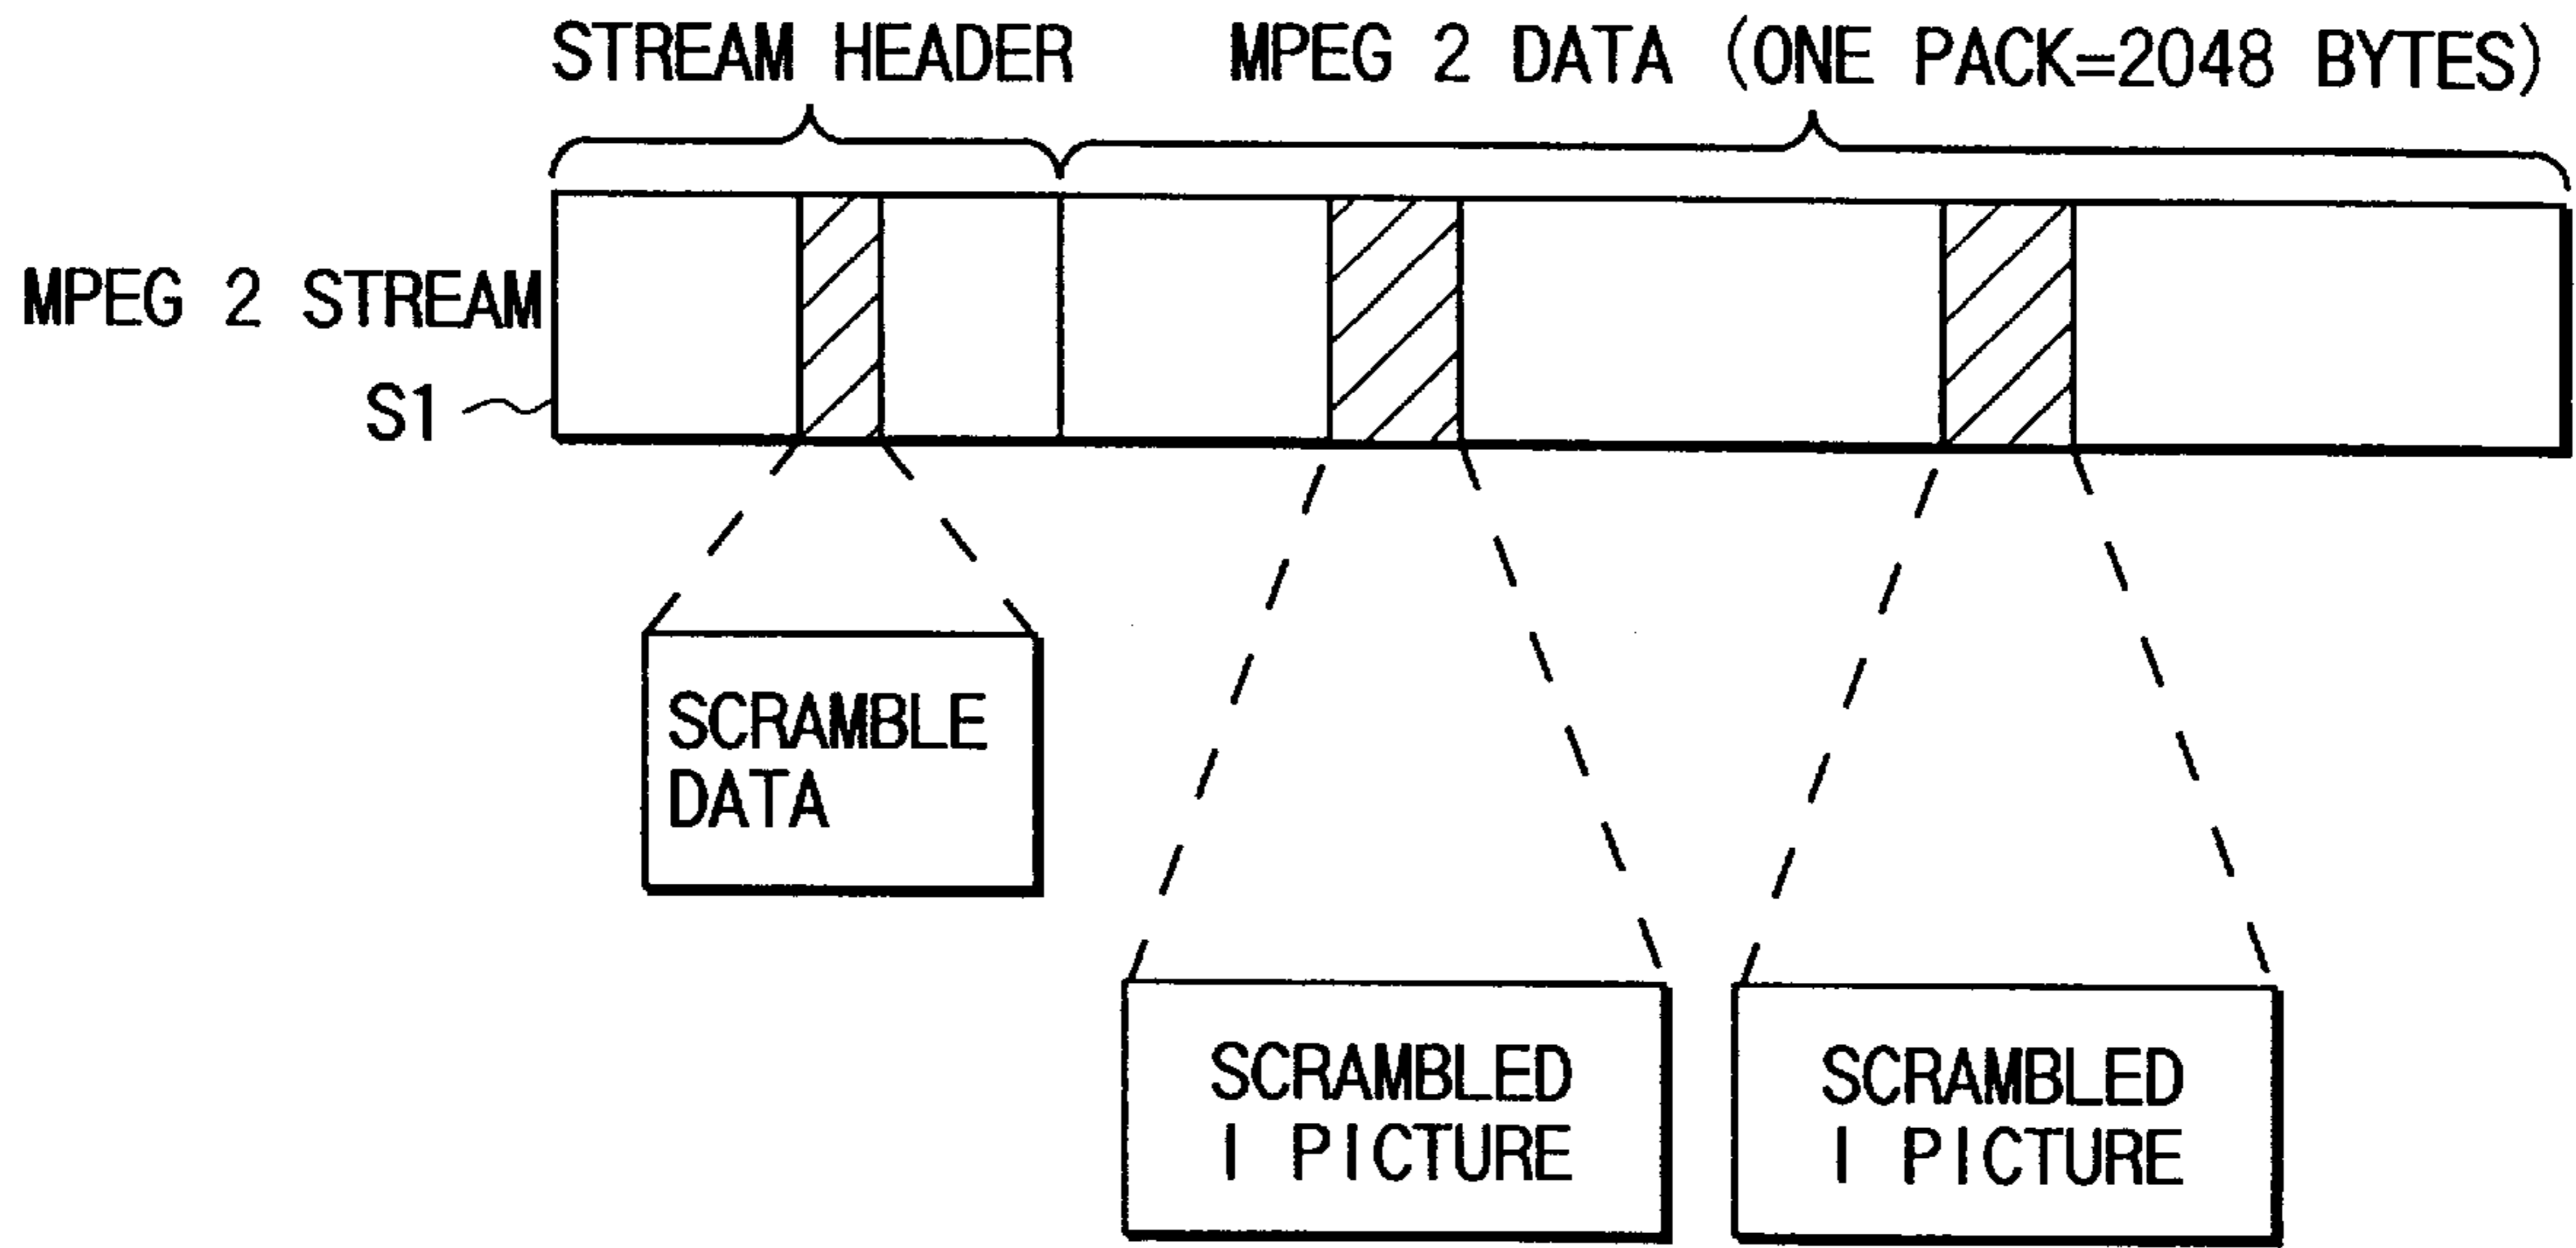 STREAM HEADER
MPEG 2 DATA (ONE PACK=2048 BYTES)
MPEG 2 STREAM
S1
SCRAMBLE
DATA
SCRAMBLED
I PICTURE
SCRAMBLED
I PICTURE